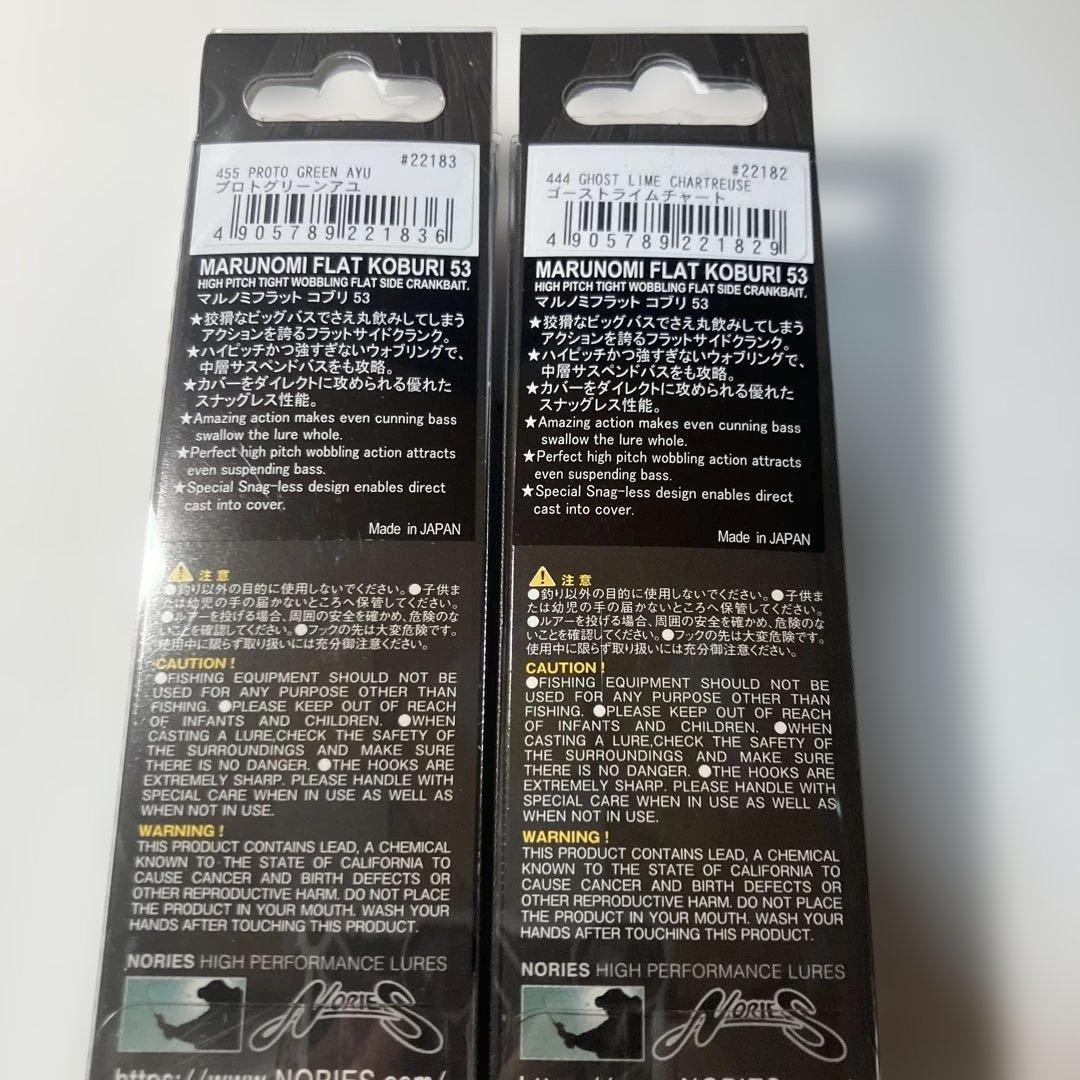 455 PROTO GREEN AYU #22183
プロトグリーンアユ
4 905789 221836
MARUNOMI FLAT KOBURI 53
HIGH PITCH TIGHT WOBBLING FLAT SIDE CRANKBAIT.
マルノミフラット コブリ 53
★狡猾なビッグバスでさえ丸飲みしてしまう
アクションを誇るフラットサイドクランク。
★ハイピッチかつ強すぎないウォブリングで、
中層サスペンドバスをも攻略。
★カバーをダイレクトに攻められる優れた
スナッグレス性能。
★Amazing action makes even cunning bass
swallow the lure whole.
★Perfect high pitch wobbling action attracts
even suspending bass.
★Special Snag-less design enables direct
cast into cover.
Made in JAPAN
注意
●釣り以外の目的に使用しないでください。●子供ま
たは幼児の手の届かないところへ保管してください。
●ルアーを投げる場合、周囲の安全を確かめ、危険のな
いことを確認してください。●フックの先は大変危険です。
使用中に限らず取り扱いには充分御注意ください。
CAUTION!
●FISHING EQUIPMENT SHOULD NOT BE
USED FOR ANY PURPOSE OTHER THAN
FISHING. ●PLEASE KEEP OUT OF REACH
OF INFANTS AND CHILDREN. ●WHEN
CASTING A LURE,CHECK THE SAFETY OF
THE SURROUNDINGS AND MAKE SURE
THERE IS NO DANGER. ●THE HOOKS ARE
EXTREMELY SHARP. PLEASE HANDLE WITH
SPECIAL CARE WHEN IN USE AS WELL AS
WHEN NOT IN USE.
WARNING!
THIS PRODUCT CONTAINS LEAD, A CHEMICAL
KNOWN TO THE STATE OF CALIFORNIA TO
CAUSE CANCER AND BIRTH DEFECTS OR
OTHER REPRODUCTIVE HARM. DO NOT PLACE
THE PRODUCT IN YOUR MOUTH. WASH YOUR
HANDS AFTER TOUCHING THIS PRODUCT.
NORIES HIGH PERFORMANCE LURES
NORIES
https://www.NORIES.com/
444 GHOST LIME CHARTREUSE #22182
ゴーストライムチャート
4 905789 221829
MARUNOMI FLAT KOBURI 53
HIGH PITCH TIGHT WOBBLING FLAT SIDE CRANKBAIT.
マルノミフラット コブリ 53
★狡猾なビッグバスでさえ丸飲みしてしまう
アクションを誇るフラットサイドクランク。
★ハイピッチかつ強すぎないウォブリングで、
中層サスペンドバスをも攻略。
★カバーをダイレクトに攻められる優れた
スナッグレス性能。
★Amazing action makes even cunning bass
swallow the lure whole.
★Perfect high pitch wobbling action attracts
even suspending bass.
★Special Snag-less design enables direct
cast into cover.
Made in JAPAN
注意
●釣り以外の目的に使用しないでください。●子供ま
たは幼児の手の届かないところへ保管してください。
●ルアーを投げる場合、周囲の安全を確かめ、危険のな
いことを確認してください。●フックの先は大変危険です。
使用中に限らず取り扱いには充分御注意ください。
CAUTION!
●FISHING EQUIPMENT SHOULD NOT BE
USED FOR ANY PURPOSE OTHER THAN
FISHING. ●PLEASE KEEP OUT OF REACH
OF INFANTS AND CHILDREN. ●WHEN
CASTING A LURE,CHECK THE SAFETY OF
THE SURROUNDINGS AND MAKE SURE
THERE IS NO DANGER. ●THE HOOKS ARE
EXTREMELY SHARP. PLEASE HANDLE WITH
SPECIAL CARE WHEN IN USE AS WELL AS
WHEN NOT IN USE.
WARNING!
THIS PRODUCT CONTAINS LEAD, A CHEMICAL
KNOWN TO THE STATE OF CALIFORNIA TO
CAUSE CANCER AND BIRTH DEFECTS OR
OTHER REPRODUCTIVE HARM. DO NOT PLACE
THE PRODUCT IN YOUR MOUTH. WASH YOUR
HANDS AFTER TOUCHING THIS PRODUCT.
NORIES HIGH PERFORMANCE LURES
NORIES